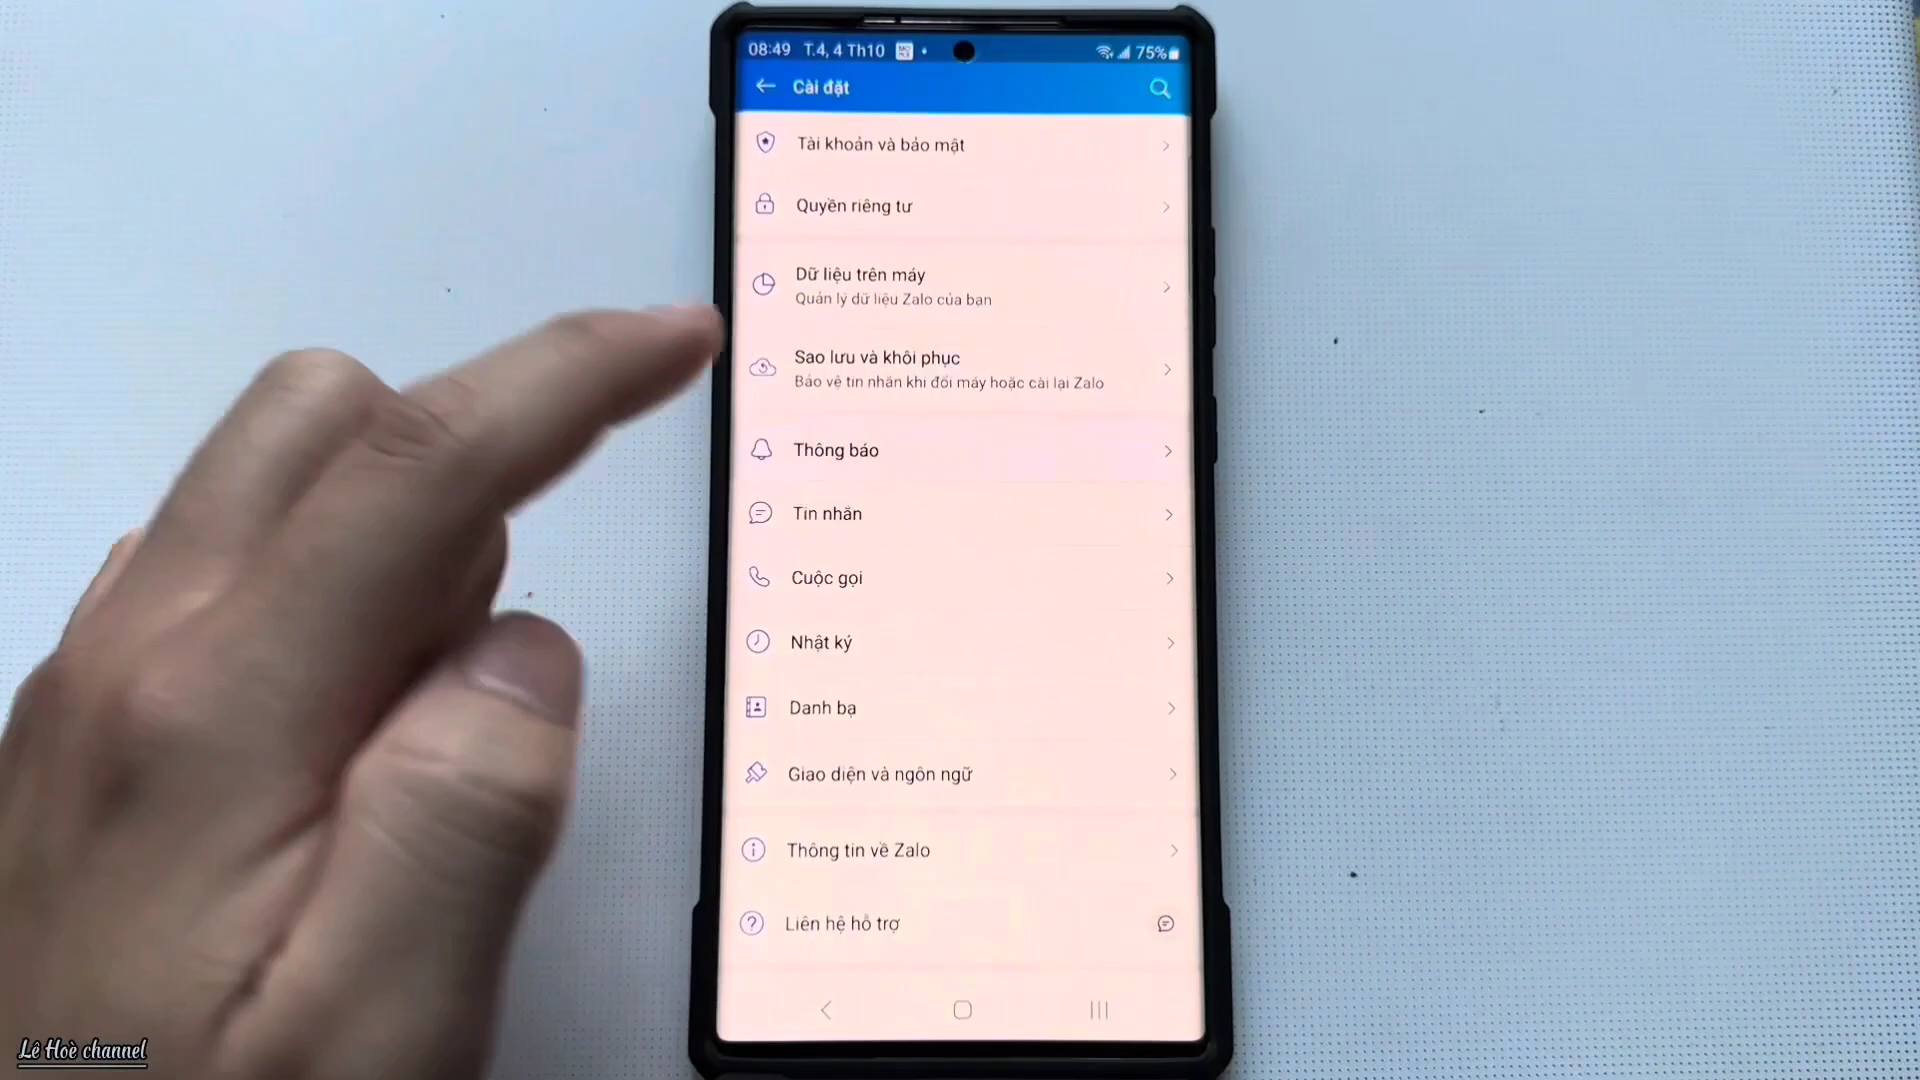 08:49 T.4, 4 Th10 75%
Cài đặt
Tài khoản và bảo mật
Quyền riêng tư
Dữ liệu trên máy
Quản lý dữ liệu Zalo của bạn
Sao lưu và khôi phục
Bảo vệ tin nhắn khi đổi máy hoặc cài lại Zalo
Thông báo
Tin nhắn
Cuộc gọi
Nhật ký
Danh bạ
Giao diện và ngôn ngữ
Thông tin về Zalo
Liên hệ hỗ trợ
Lê Hoè channel